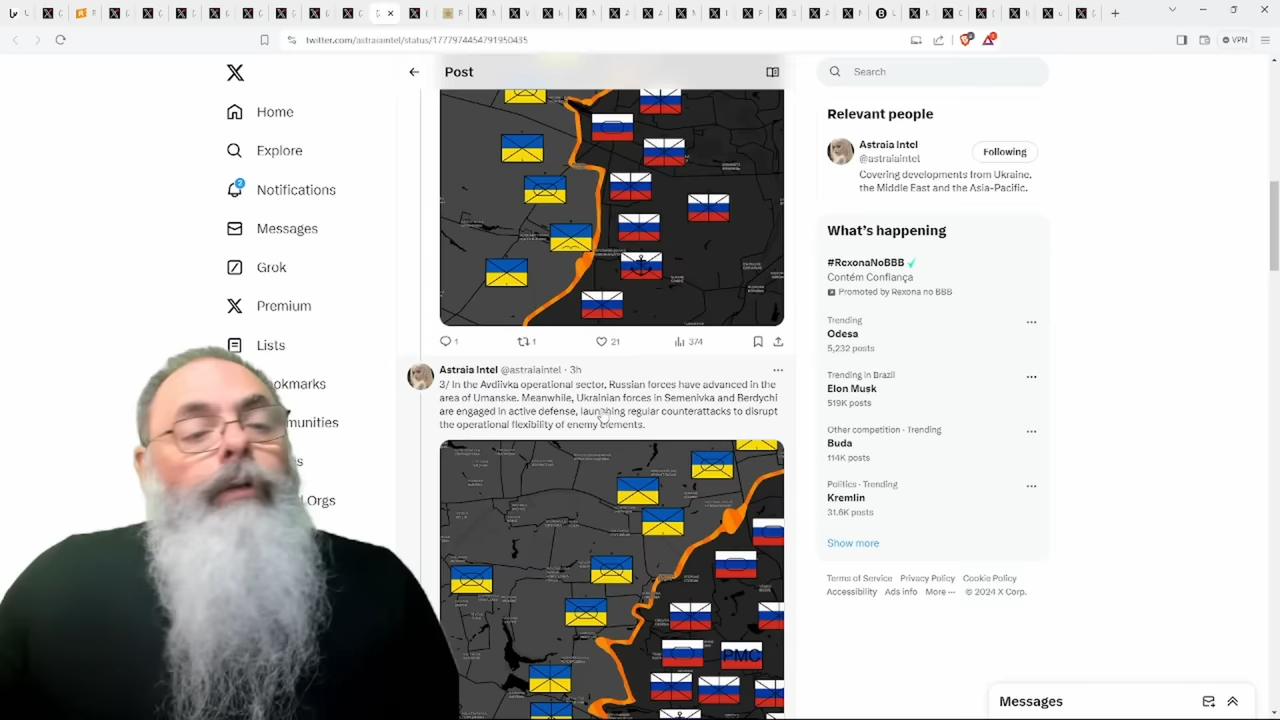 twitter.com/astraiaintel/status/1777974454791950435
VPN
Post
Search
Home
Explore
2
Notifications
Messages
Grok
Premium
Lists
okmarks
munities
s
Orgs
1
1
21
374
Astraia Intel @astraiaintel · 3h
3/ In the Avdiivka operational sector, Russian forces have advanced in the
area of Umanske. Meanwhile, Ukrainian forces in Semenivka and Berdychi
are engaged in active defense, launching regular counterattacks to disrupt
the operational flexibility of enemy elements.
PMC
Relevant people
Astraia Intel
@astraiaintel
Following
Covering developments from Ukraine,
the Middle East and the Asia-Pacific.
What's happening
#RexonaNoBBB
Contém Confiança
Promoted by Rexona no BBB
Trending
Odesa
5,232 posts
Trending in Brazil
Elon Musk
519K posts
Other competition · Trending
Buda
114K posts
Politics · Trending
Kremlin
31.6K posts
Show more
Terms of Service Privacy Policy Cookie Policy
Accessibility Ads info More ··· © 2024 X Corp.
Messages